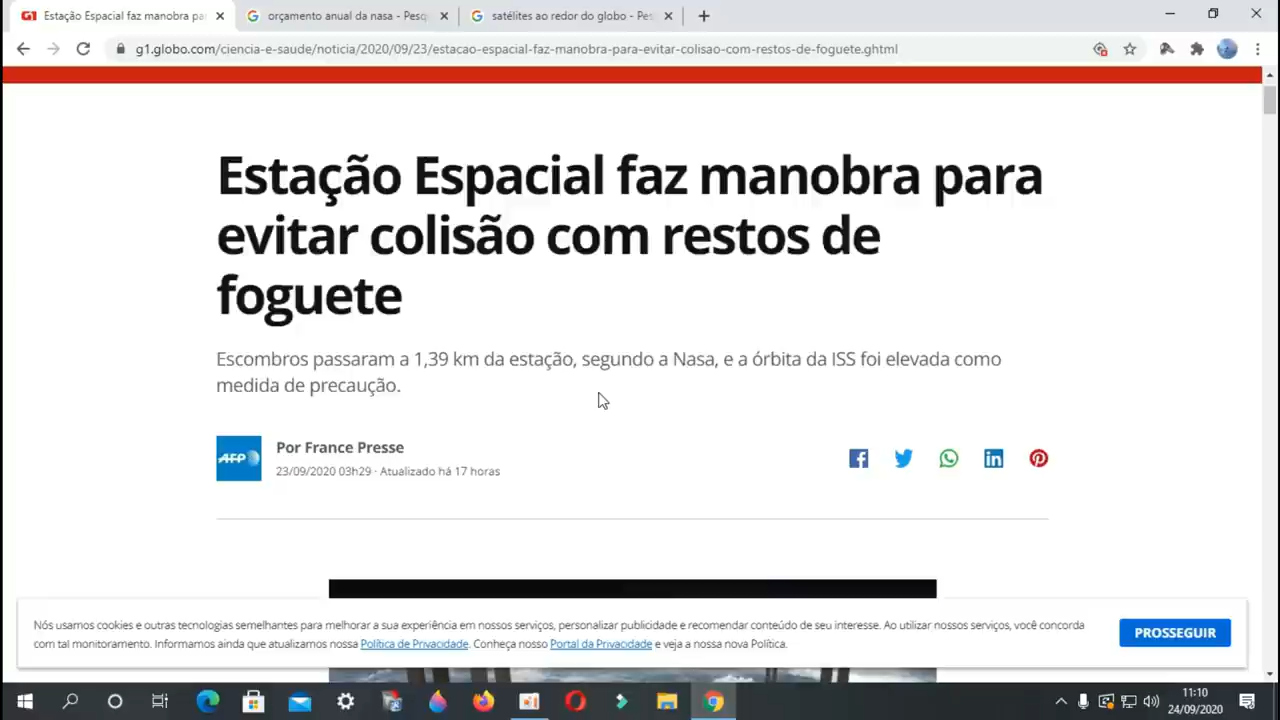 G1 Estação Espacial faz manobra pa
orçamento anual da nasa - Pesq
satélites ao redor do globo - Pes
g1.globo.com/ciencia-e-saude/noticia/2020/09/23/estacao-espacial-faz-manobra-para-evitar-colisao-com-restos-de-foguete.ghtml
Estação Espacial faz manobra para
evitar colisão com restos de
foguete
Escombros passaram a 1,39 km da estação, segundo a Nasa, e a órbita da ISS foi elevada como
medida de precaução.
AFP
Por France Presse
23/09/2020 03h29 · Atualizado há 17 horas
Nós usamos cookies e outras tecnologias semelhantes para melhorar a sua experiência em nossos serviços, personalizar publicidade e recomendar conteúdo de seu interesse. Ao utilizar nossos serviços, você concorda
com tal monitoramento. Informamos ainda que atualizamos nossa Política de Privacidade. Conheça nosso Portal da Privacidade e veja a nossa nova Política.
PROSSEGUIR
11:10
24/09/2020